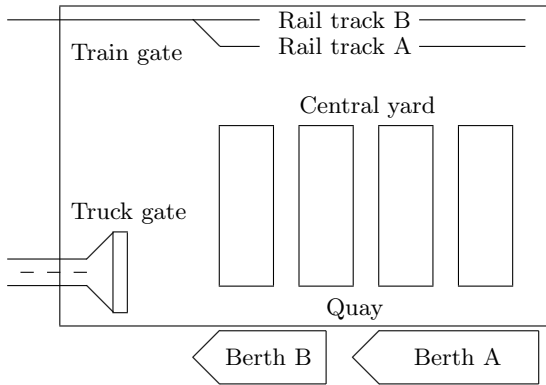 Rail track B
Rail track A
Train gate
Central yard
Truck gate
Quay
Berth B
Berth A